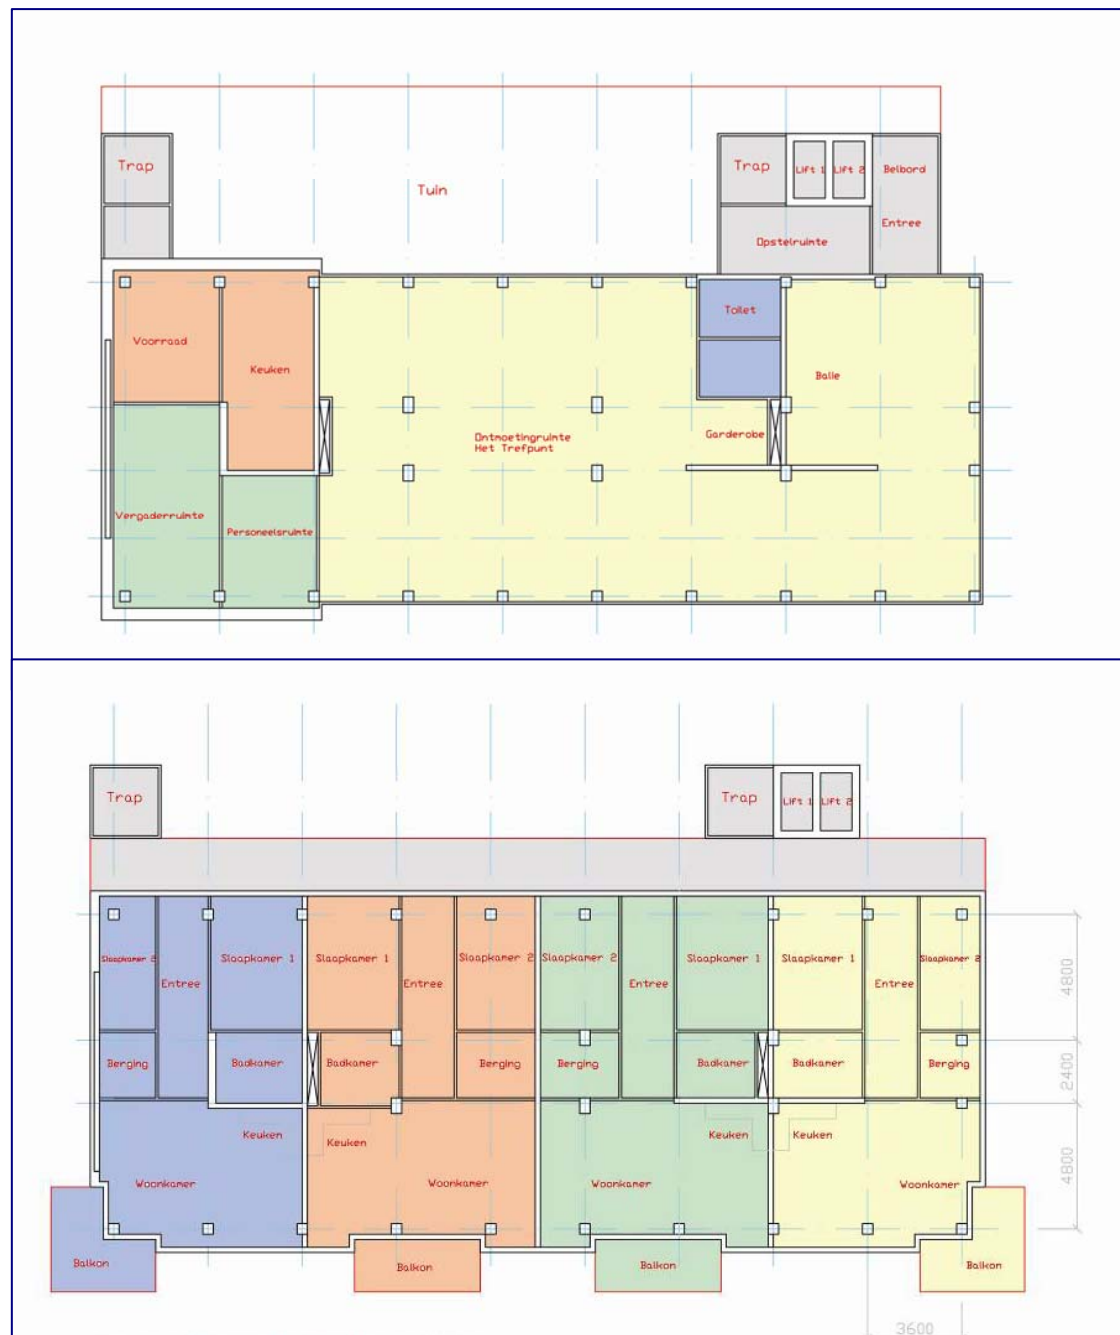 Trap
Tuin
Trap
Lift 1
Lift 2
Belbord
Entree
Opstelruimte
Voorraad
Keuken
Toilet
Balie
Ontmoetingruimte
Het Trefpunt
Garderobe
Vergaderruimte
Personeelsruimte
Trap
Trap
Lift 1
Lift 2
Slaapkamer 2
Entree
Slaapkamer 1
Slaapkamer 1
Entree
Slaapkamer 2
Slaapkamer 2
Entree
Slaapkamer 1
Slaapkamer 1
Entree
Slaapkamer 2
4800
Berging
Badkamer
Badkamer
Berging
Berging
Badkamer
Badkamer
Berging
2400
Keuken
Keuken
Keuken
Keuken
4800
Woonkamer
Woonkamer
Woonkamer
Woonkamer
Balkon
Balkon
Balkon
Balkon
3600